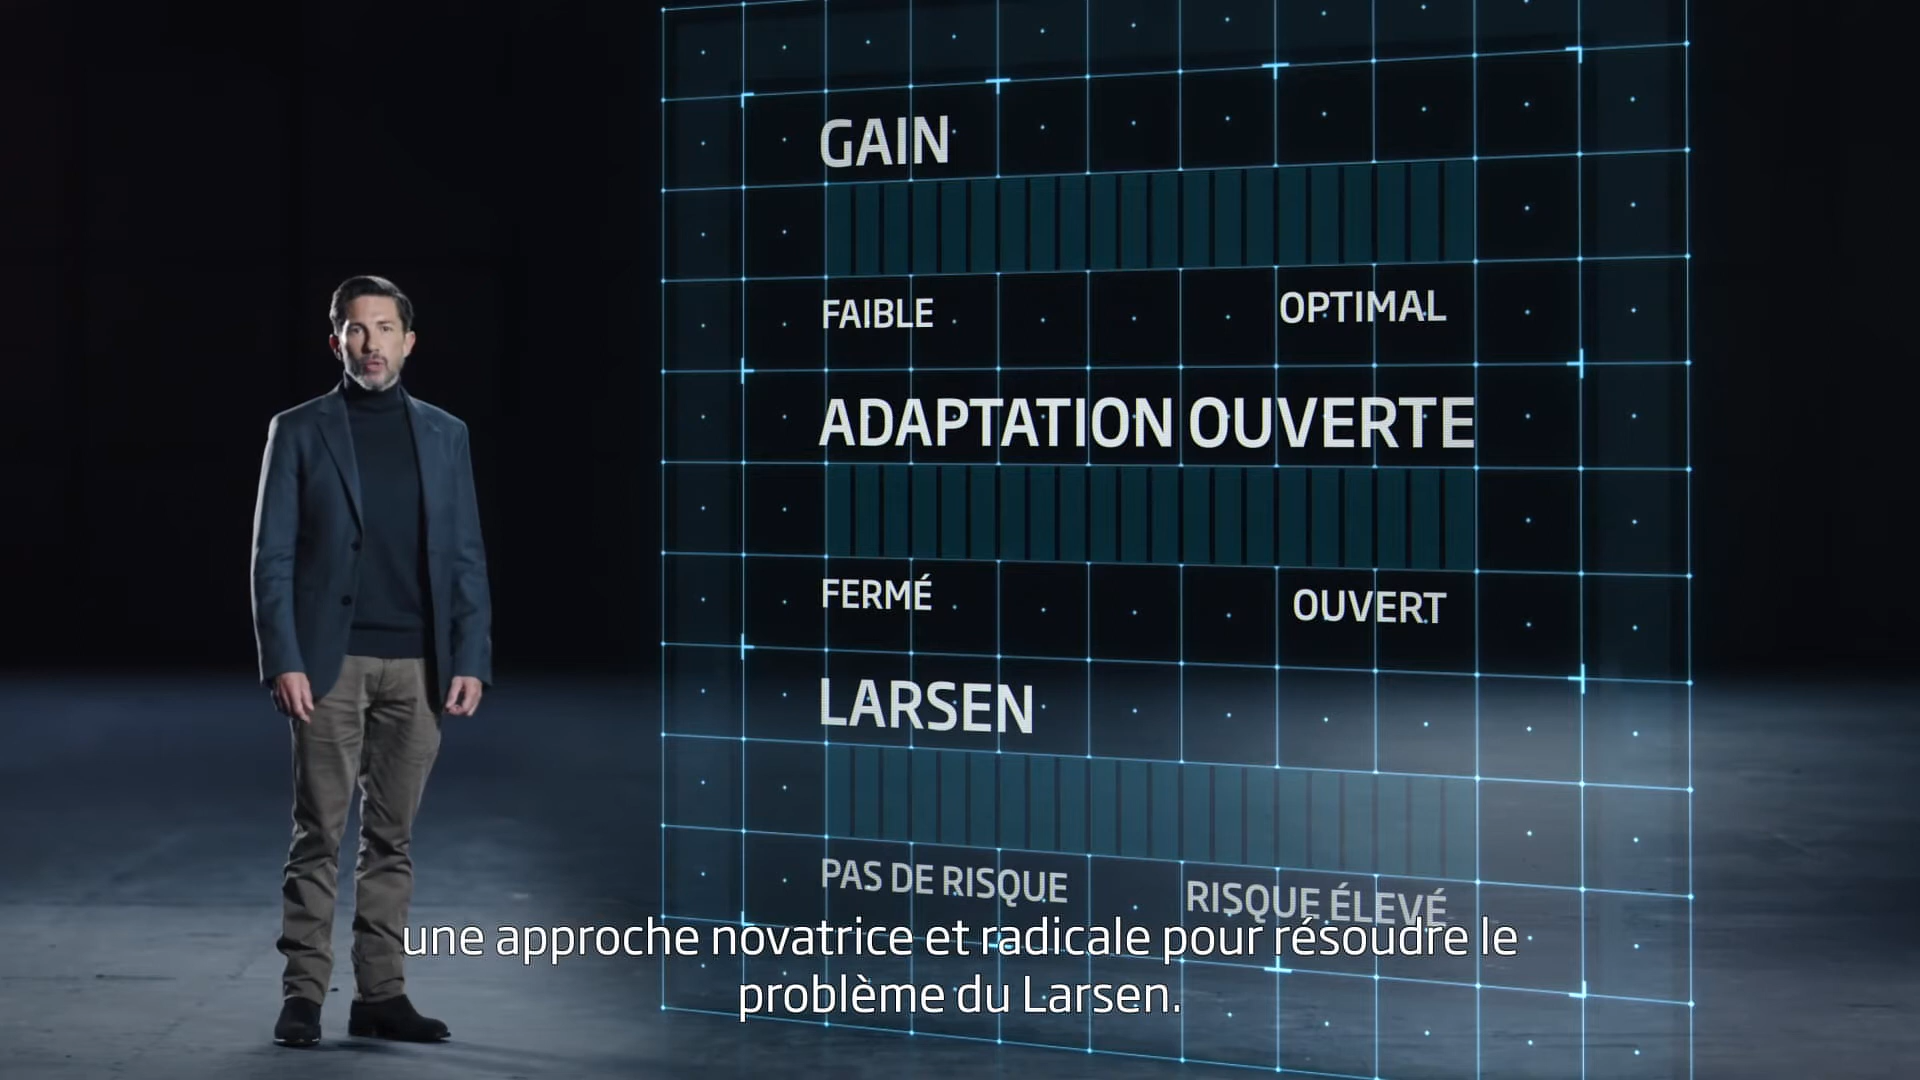 GAIN
FAIBLE OPTIMAL
ADAPTATION OUVERTE
FERMÉ OUVERT
LARSEN
PAS DE RISQUE RISQUE ÉLEVÉ
une approche novatrice et radicale pour résoudre le
problème du Larsen.